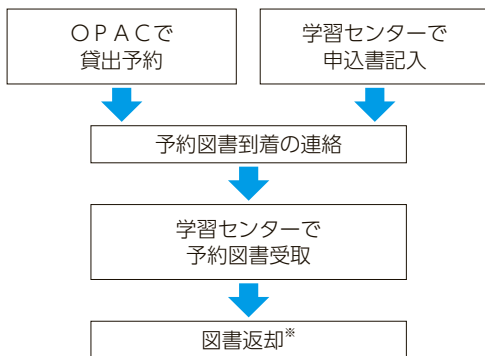 ＯＰＡＣで
貸出予約
学習センターで
申込書記入
予約図書到着の連絡
学習センターで
予約図書受取
図書返却※